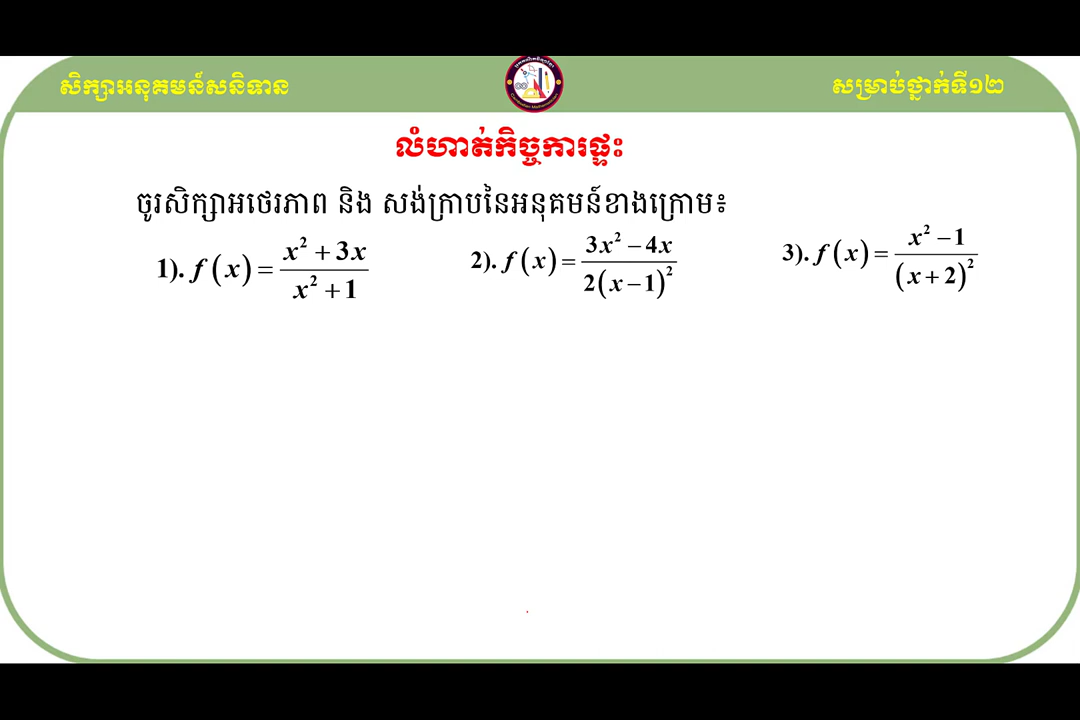 សិក្សាអនុគមន៍សនិទាន
សម្រាប់ថ្នាក់ទី១២
លំហាត់កិច្ចការផ្ទះ
ចូរសិក្សាអថេរភាព និង សង់ក្រាបនៃអនុគមន៍ខាងក្រោម៖
1). f(x) = (x² + 3x)/(x² + 1)
2). f(x) = (3x² − 4x)/(2(x − 1)²)
3). f(x) = (x² − 1)/((x + 2)²)